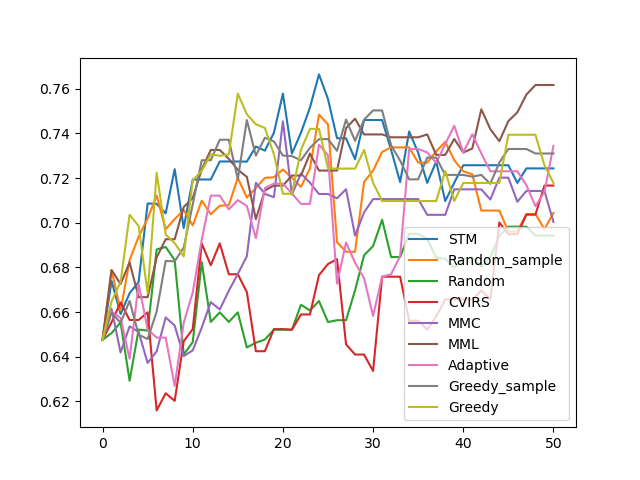 0.76
0.74
0.72
0.70
0.68
0.66
0.64
0.62
0
10
20
30
40
50
STM
Random_sample
Random
CVIRS
MMC
MML
Adaptive
Greedy_sample
Greedy